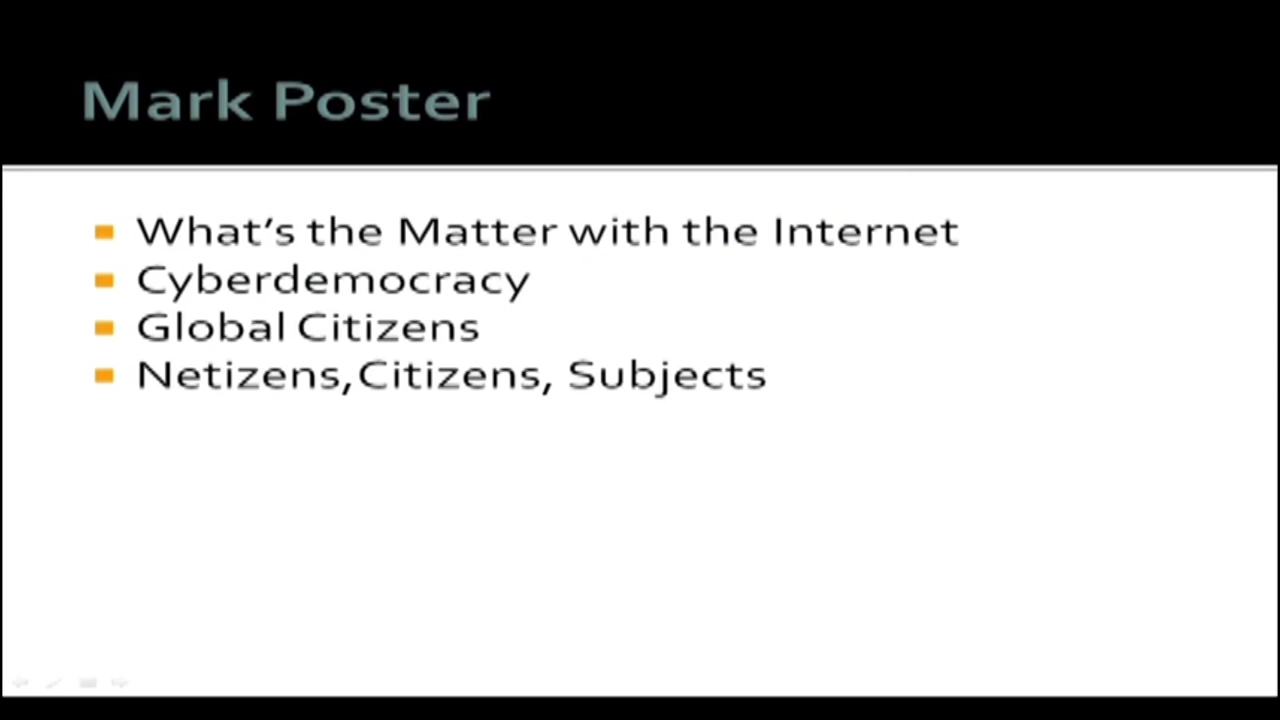 Mark Poster
What's the Matter with the Internet
Cyberdemocracy
Global Citizens
Netizens,Citizens, Subjects